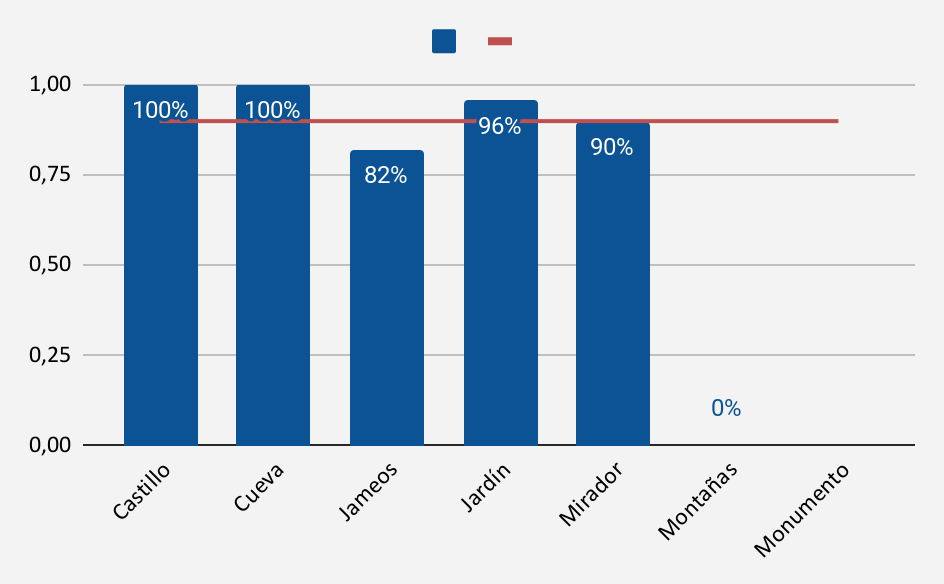 1,00
0,75
0,50
0,25
0,00
100%
100%
82%
96%
90%
0%
Castillo
Cueva
Jameos
Jardín
Mirador
Montañas
Monumento